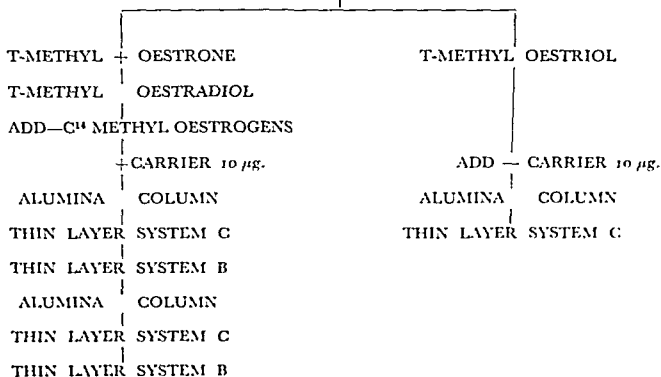 T-METHYL OESTRONE
T-METHYL OESTRADIOL
ADD—C¹⁴ METHYL OESTROGENS
CARRIER 10 μg.
ALUMINA COLUMN
THIN LAYER SYSTEM C
THIN LAYER SYSTEM B
ALUMINA COLUMN
THIN LAYER SYSTEM C
THIN LAYER SYSTEM B
T-METHYL OESTRIOL
ADD — CARRIER 10 μg.
ALUMINA COLUMN
THIN LAYER SYSTEM C